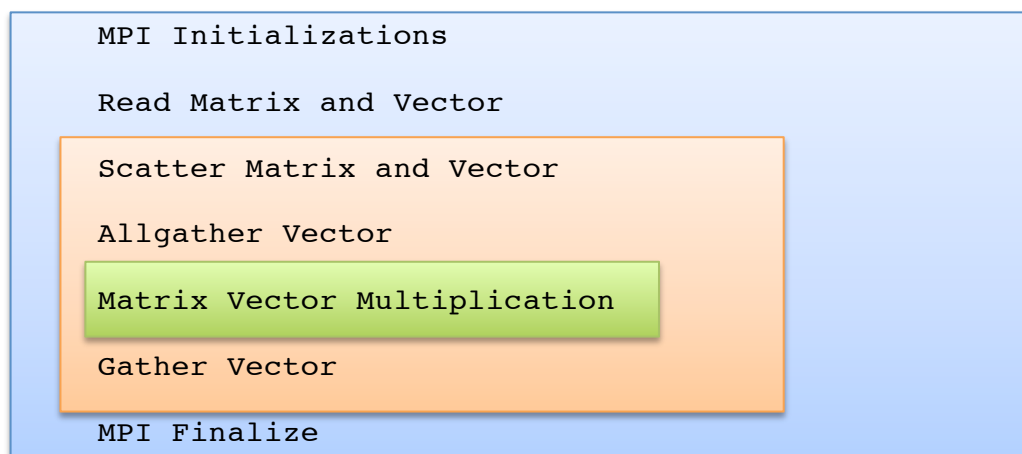 MPI Initializations
Read Matrix and Vector
Scatter Matrix and Vector
Allgather Vector
Matrix Vector Multiplication
Gather Vector
MPI Finalize